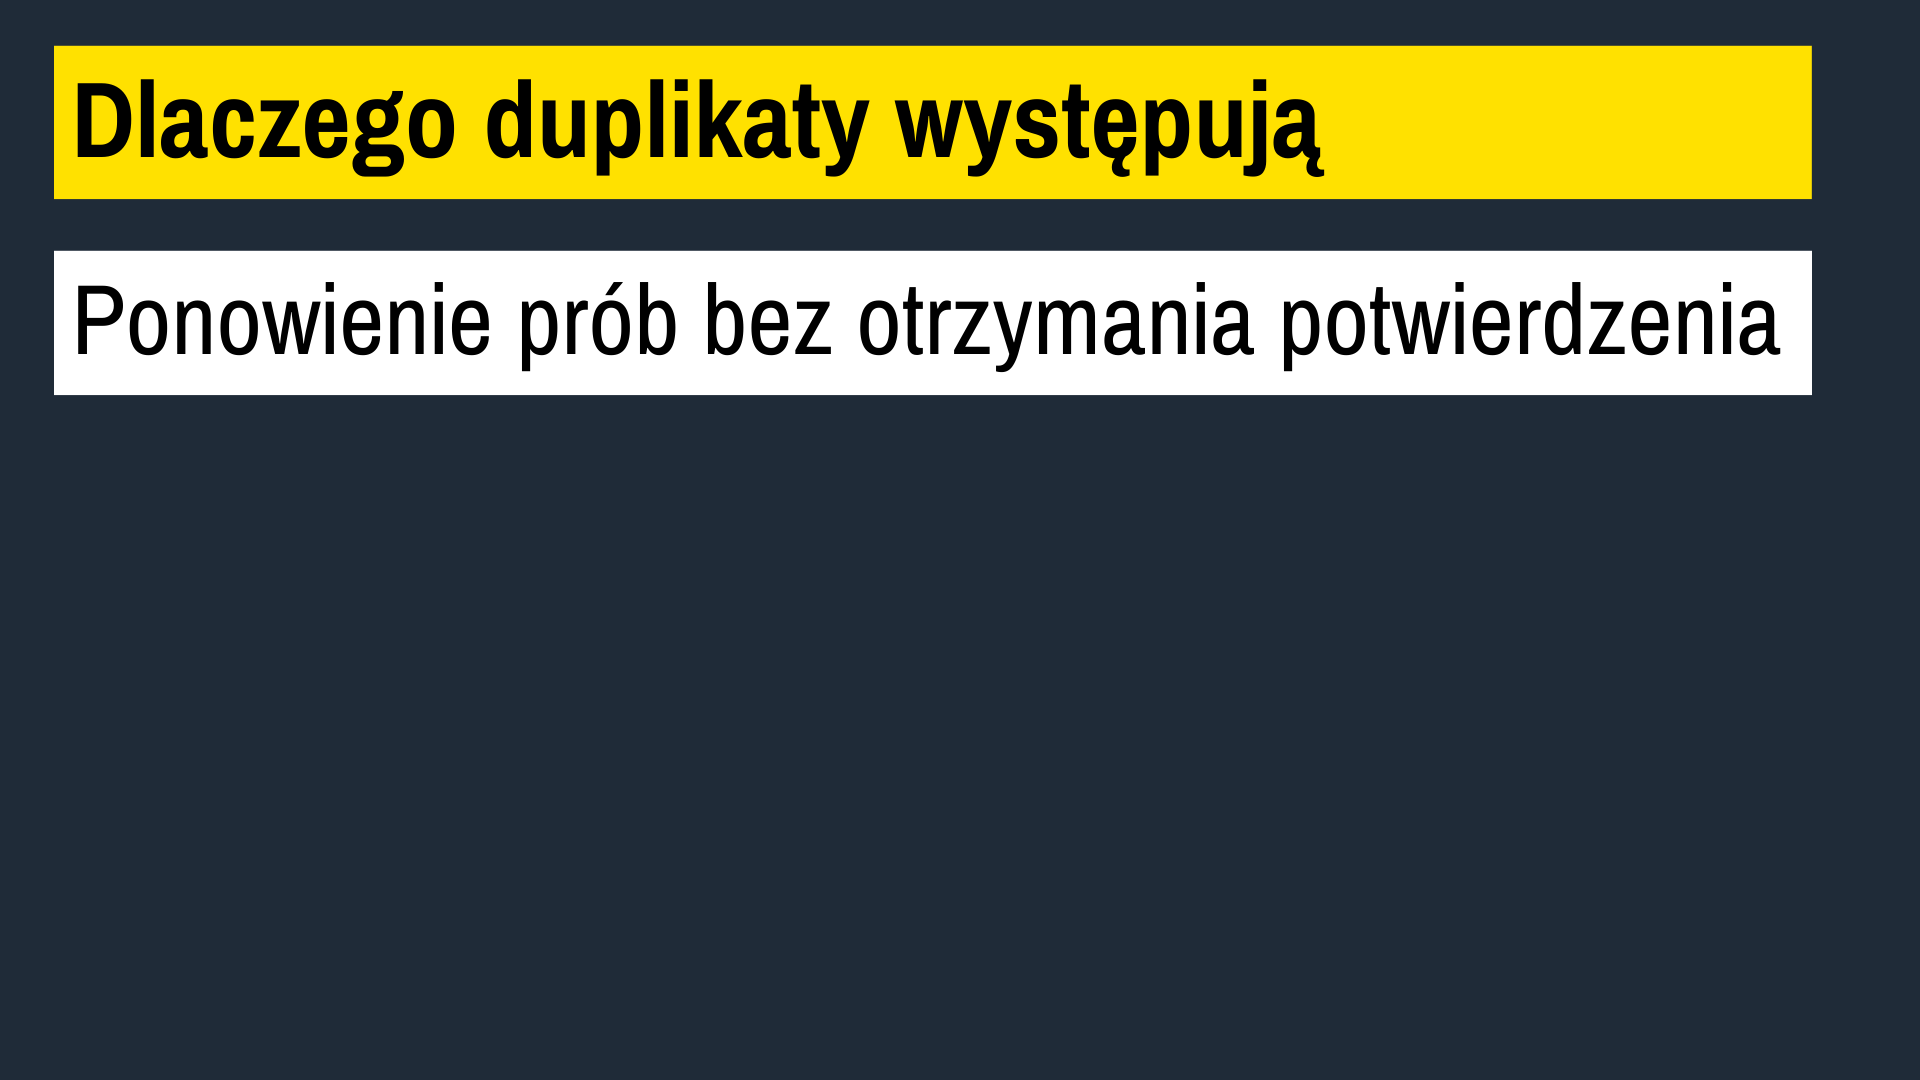 Dlaczego duplikaty występują
Ponowienie prób bez otrzymania potwierdzenia